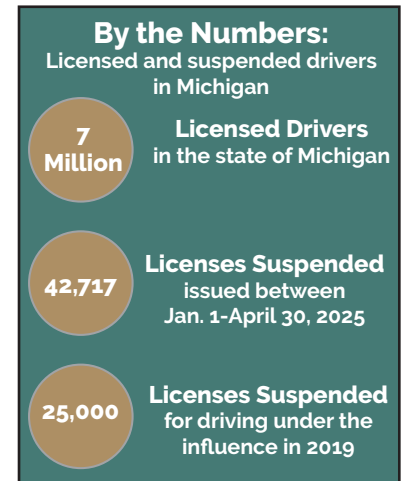 By the Numbers:
Licensed and suspended drivers
in Michigan
7
Million
Licensed Drivers
in the state of Michigan
42,717
Licenses Suspended
issued between
Jan. 1-April 30, 2025
25,000
Licenses Suspended
for driving under the
influence in 2019